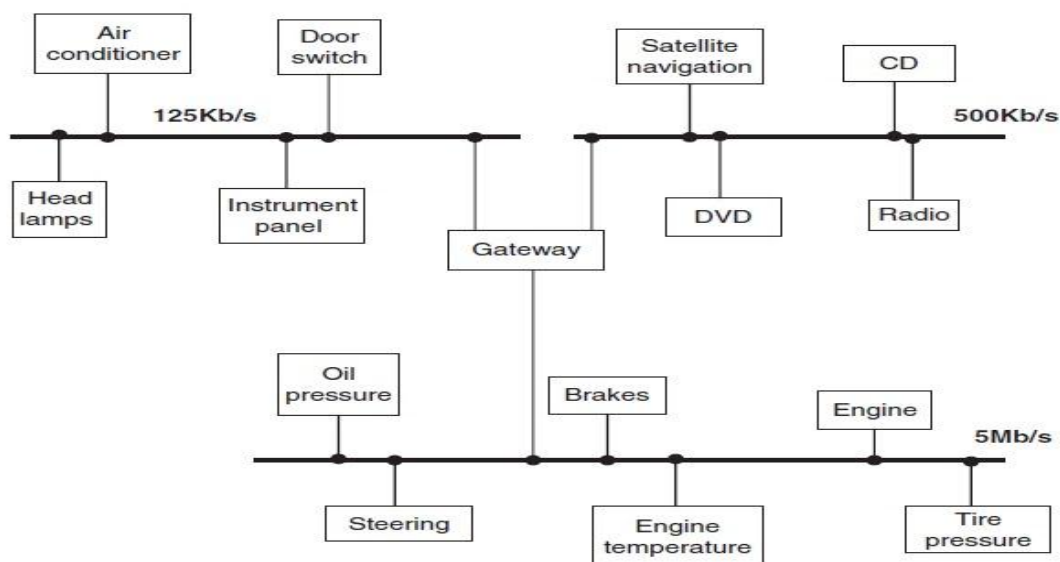 Air
conditioner
Door
switch
Satellite
navigation
CD
125Kb/s
500Kb/s
Head
lamps
Instrument
panel
DVD
Radio
Gateway
Oil
pressure
Brakes
Engine
5Mb/s
Steering
Engine
temperature
Tire
pressure